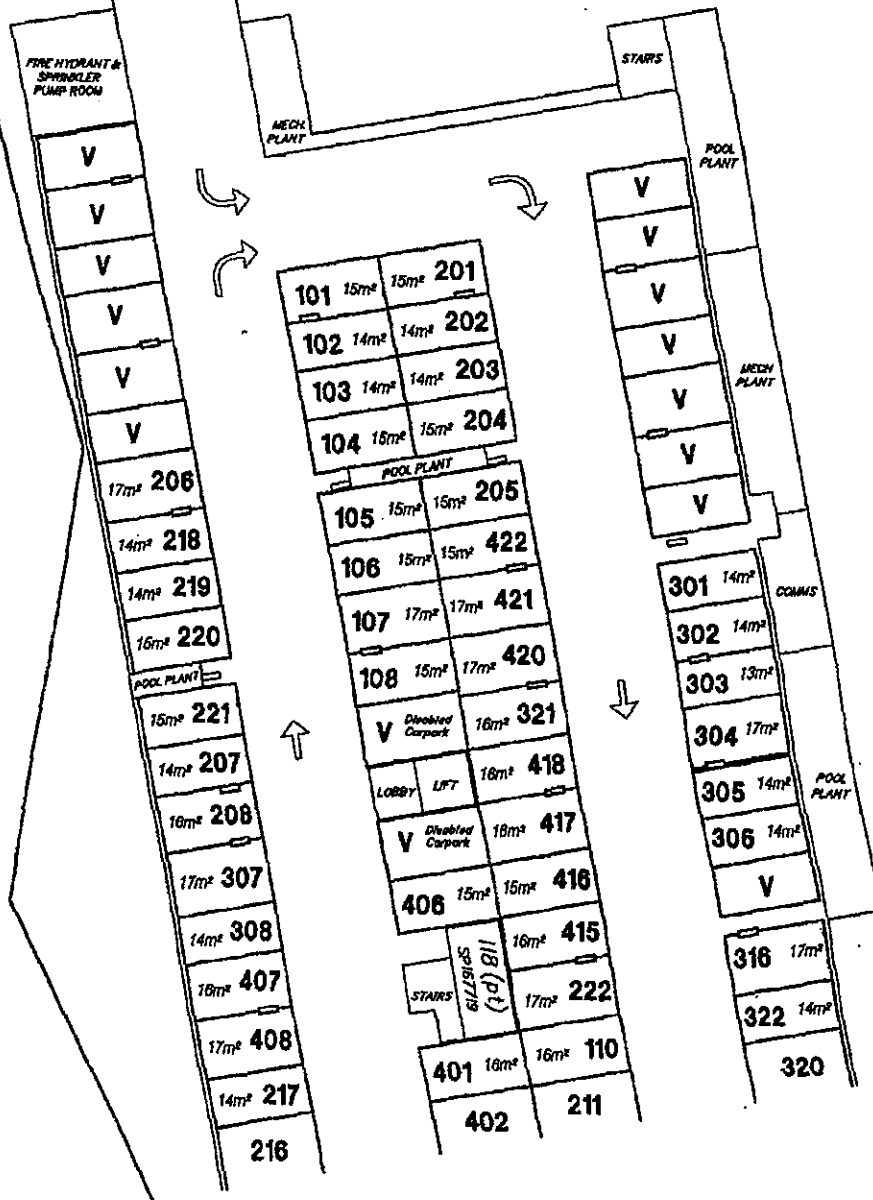 FIRE HYDRANT &
SPRINKLER
PUMP ROOM
MECH.
PLANT
STAIRS
POOL
PLANT
MECH
PLANT
COMMS
POOL
PLANT
V
V
V
V
V
V
17m² 206
14m² 218
14m² 219
15m² 220
POOL PLANT
15m² 221
14m² 207
16m² 208
17m² 307
14m² 308
16m² 407
17m² 408
14m² 217
216
101 15m² 15m² 201
102 14m² 14m² 202
103 14m² 14m² 203
104 15m² 15m² 204
POOL PLANT
105 15m² 15m² 205
106 15m² 15m² 422
107 17m² 17m² 421
108 15m² 17m² 420
V Disabled
Carpark
16m² 321
LOBBY LIFT
16m² 418
V Disabled
Carpark
16m² 417
406 15m² 15m² 416
118 (pt)
SP167719
STAIRS
16m² 415
17m² 222
401 16m² 16m² 110
402 211
V
V
V
V
V
V
V
301 14m²
302 14m²
303 13m²
304 17m²
305 14m²
306 14m²
V
316 17m²
322 14m²
320